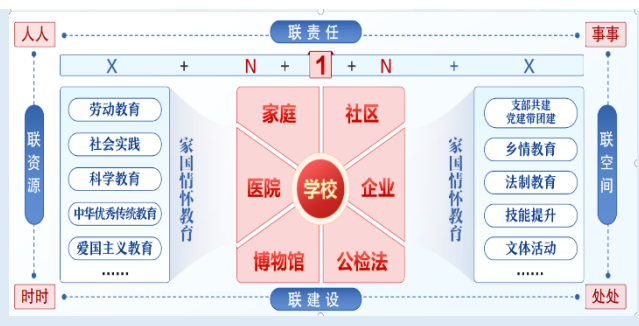 人人
联责任
事事
X + N + 1 + N + X
劳动教育
社会实践
科学教育
中华优秀传统教育
爱国主义教育
......
家国情怀教育
家庭
社区
医院
学校
企业
博物馆
公检法
家国情怀教育
支部共建
党建带团建
乡情教育
法制教育
技能提升
文体活动
......
联资源
联空间
时时
联建设
处处